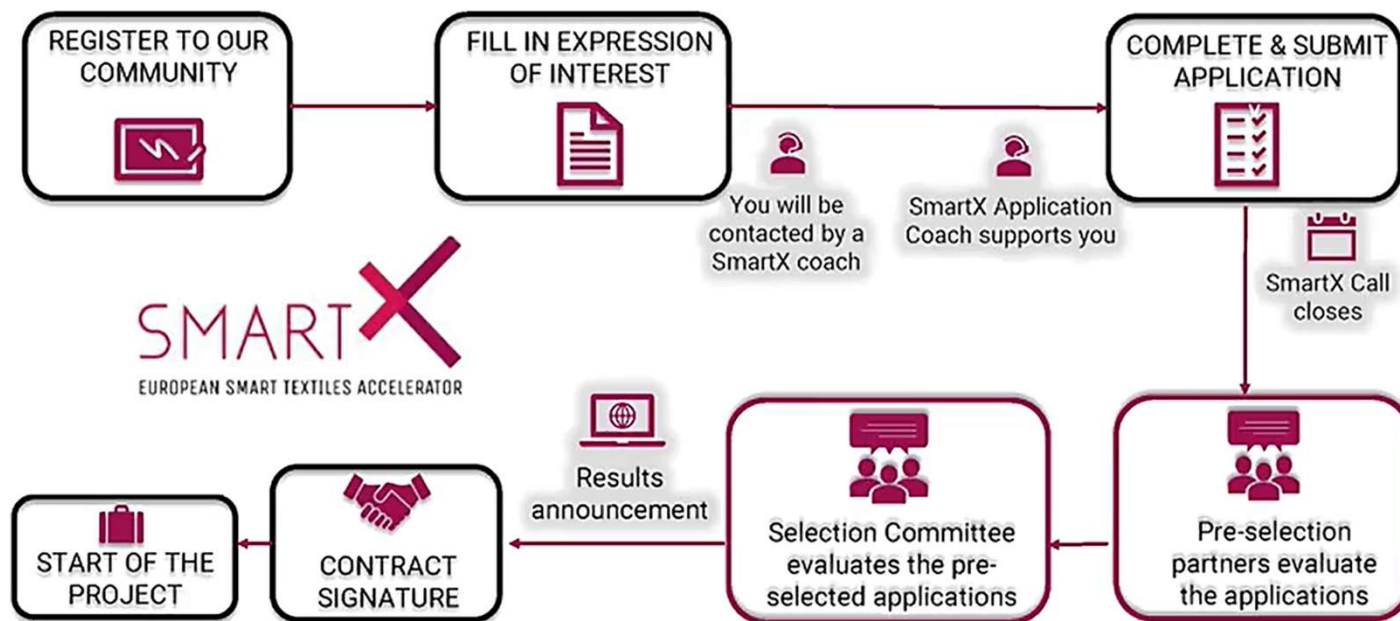 REGISTER TO OUR
COMMUNITY
FILL IN EXPRESSION
OF INTEREST
COMPLETE & SUBMIT
APPLICATION
You will be
contacted by a
SmartX coach
SmartX Application
Coach supports you
SmartX Call
closes
SMARTX
EUROPEAN SMART TEXTILES ACCELERATOR
Pre-selection
partners evaluate
the applications
Selection Committee
evaluates the pre-
selected applications
Results
announcement
CONTRACT
SIGNATURE
START OF THE
PROJECT